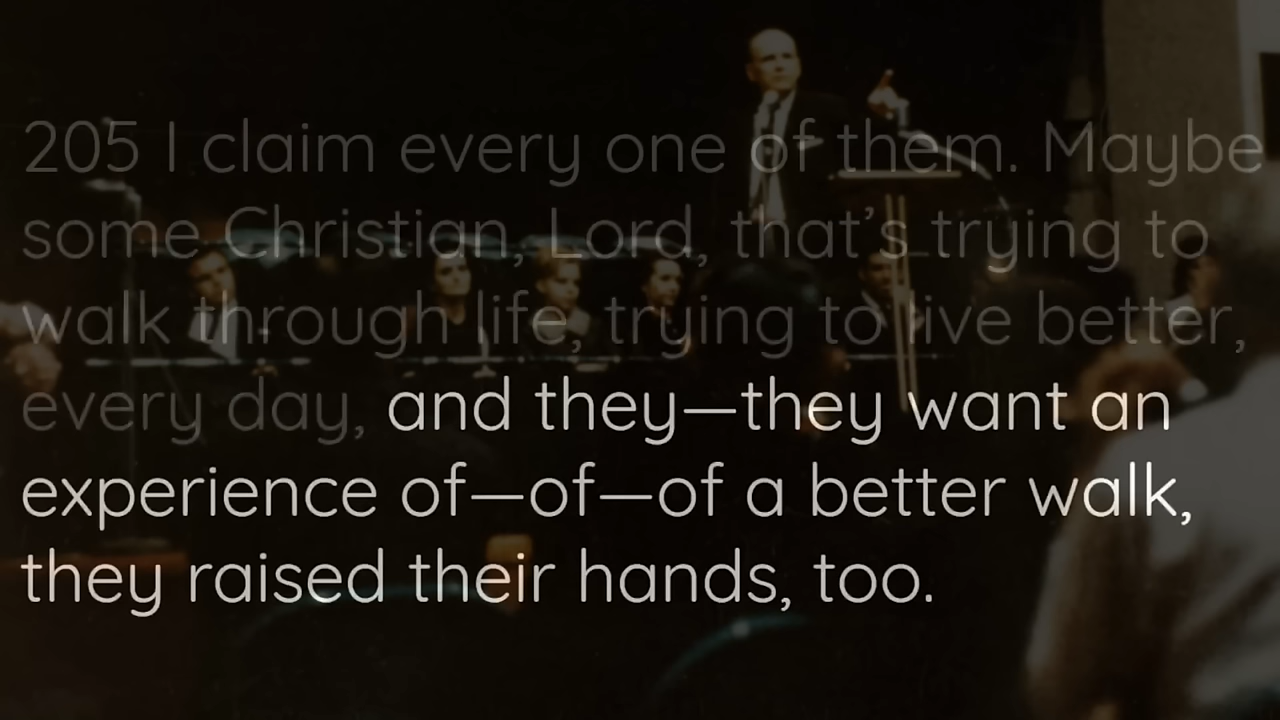 205 I claim every one of them. Maybe
some Christian, Lord, that's trying to
walk through life, trying to live better,
every day, and they—they want an
experience of—of—of a better walk,
they raised their hands, too.